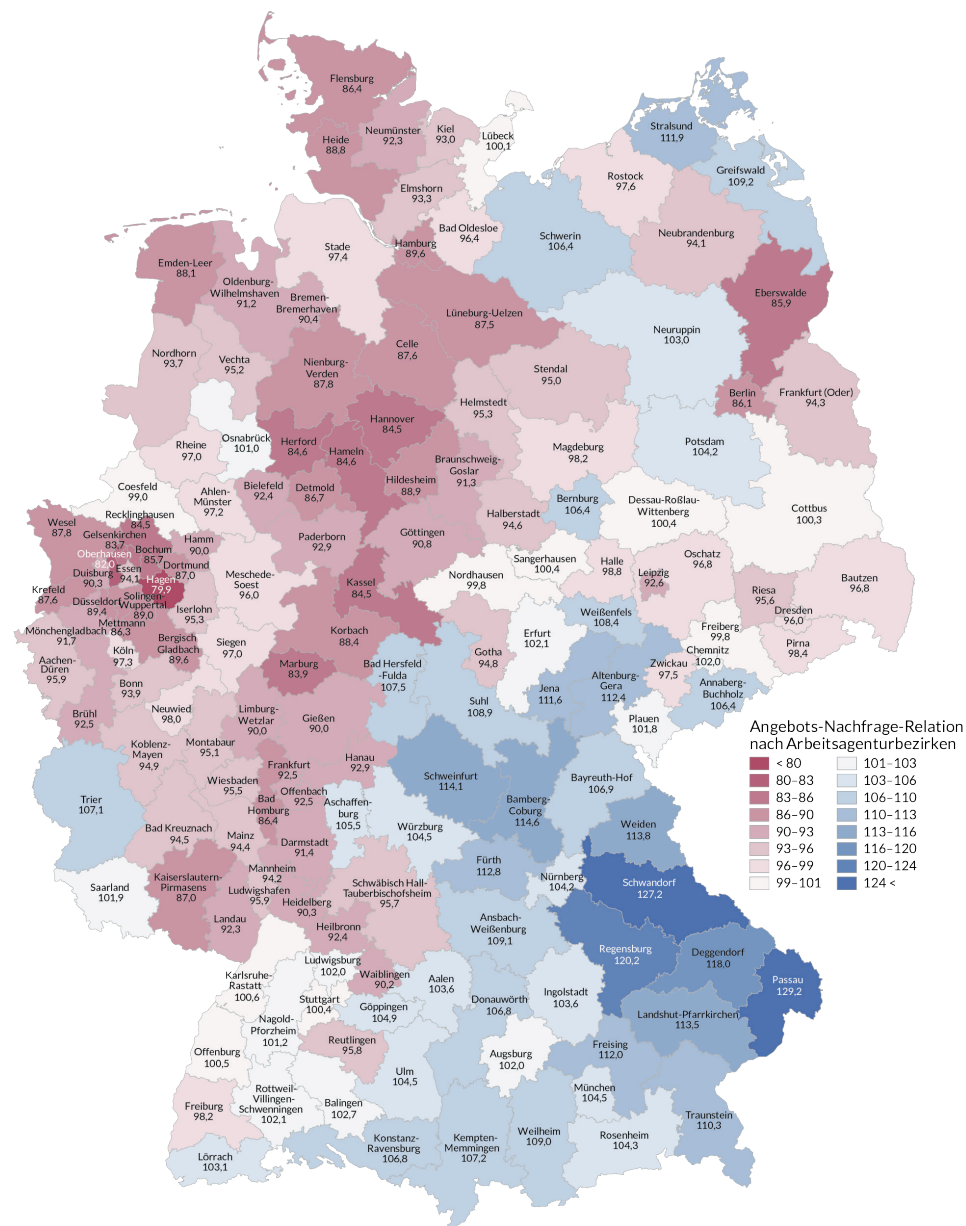 Flensburg
86,4
Heide
88,8
Neumünster
92,3
Kiel
93,0
Lübeck
100,1
Stralsund
111,9
Greifswald
109,2
Rostock
97,6
Elmshorn
93,3
Bad Oldesloe
96,4
Hamburg
89,6
Schwerin
106,4
Neubrandenburg
94,1
Stade
97,4
Emden-Leer
88,1
Oldenburg-
Wilhelmshaven
91,2
Bremen-
Bremerhaven
90,4
Lüneburg-Uelzen
87,5
Eberswalde
85,9
Neuruppin
103,0
Celle
87,6
Nordhorn
93,7
Vechta
95,2
Nienburg-
Verden
87,8
Stendal
95,0
Berlin
86,1
Frankfurt (Oder)
94,3
Helmstedt
95,3
Hannover
84,5
Osnabrück
101,0
Rheine
97,0
Herford
84,6
Hameln
84,6
Magdeburg
98,2
Potsdam
104,2
Braunschweig-
Goslar
91,3
Hildesheim
88,9
Coesfeld
99,0
Ahlen-
Münster
97,2
Bielefeld
92,4
Detmold
86,7
Bernburg
106,4
Dessau-Roßlau-
Wittenberg
100,4
Cottbus
100,3
Halberstadt
94,6
Recklinghausen
84,5
Wesel
87,8
Gelsenkirchen
83,7
Hamm
90,0
Paderborn
92,9
Göttingen
90,8
Oberhausen
82,0
Bochum
85,7
Dortmund
87,0
Essen
94,1
Duisburg
90,3
Hagen
79,9
Meschede-
Soest
96,0
Kassel
84,5
Nordhausen
99,8
Sangerhausen
100,4
Halle
98,8
Leipzig
92,6
Oschatz
96,8
Riesa
95,6
Bautzen
96,8
Krefeld
87,6
Düsseldorf
89,4
Solingen-
Wuppertal
89,0
Iserlohn
95,3
Dresden
96,0
Weißenfels
108,4
Freiberg
99,8
Mönchengladbach
91,7
Mettmann
86,3
Bergisch
Gladbach
89,6
Siegen
97,0
Korbach
88,4
Erfurt
102,1
Chemnitz
102,0
Pirna
98,4
Köln
97,3
Aachen-
Düren
95,9
Marburg
83,9
Bad Hersfeld
-Fulda
107,5
Gotha
94,8
Zwickau
97,5
Altenburg-
Gera
112,4
Annaberg-
Buchholz
106,4
Bonn
93,9
Jena
111,6
Suhl
108,9
Brühl
92,5
Neuwied
98,0
Limburg-
Wetzlar
90,0
Gießen
90,0
Plauen
101,8
Angebots-Nachfrage-Relation
nach Arbeitsagenturbezirken
< 80
80–83
83–86
86–90
90–93
93–96
96–99
99–101
101–103
103–106
106–110
110–113
113–116
116–120
120–124
124 <
Koblenz-
Mayen
94,9
Montabaur
95,1
Hanau
92,9
Frankfurt
92,5
Schweinfurt
114,1
Bayreuth-Hof
106,9
Wiesbaden
95,5
Offenbach
92,5
Trier
107,1
Bad
Homburg
86,4
Aschaffen-
burg
105,5
Bamberg-
Coburg
114,6
Bad Kreuznach
94,5
Mainz
94,4
Würzburg
104,5
Weiden
113,8
Darmstadt
91,4
Fürth
112,8
Mannheim
94,2
Kaiserslautern-
Pirmasens
87,0
Saarland
101,9
Ludwigshafen
95,9
Heidelberg
90,3
Schwäbisch Hall-
Tauberbischofsheim
95,7
Nürnberg
104,2
Schwandorf
127,2
Landau
92,3
Heilbronn
92,4
Ansbach-
Weißenburg
109,1
Regensburg
120,2
Deggendorf
118,0
Ludwigsburg
102,0
Waiblingen
90,2
Karlsruhe-
Rastatt
100,6
Aalen
103,6
Ingolstadt
103,6
Passau
129,2
Stuttgart
100,4
Göppingen
104,9
Donauwörth
106,8
Landshut-Pfarrkirchen
113,5
Nagold-
Pforzheim
101,2
Reutlingen
95,8
Offenburg
100,5
Augsburg
102,0
Freising
112,0
Ulm
104,5
München
104,5
Rottweil-
Villingen-
Schwenningen
102,1
Balingen
102,7
Freiburg
98,2
Traunstein
110,3
Konstanz-
Ravensburg
106,8
Kempten-
Memmingen
107,2
Weilheim
109,0
Rosenheim
104,3
Lörrach
103,1